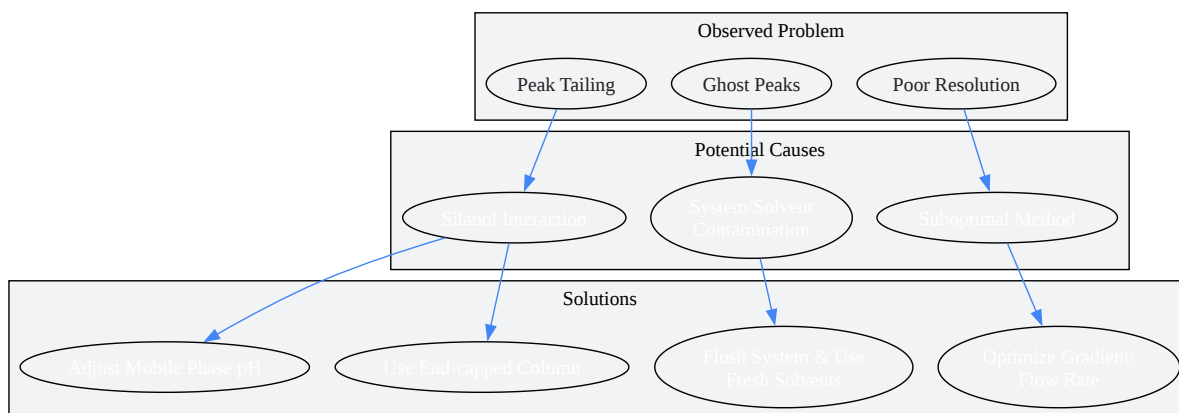 Observed Problem
Peak Tailing
Ghost Peaks
Poor Resolution
Potential Causes
Silanol Interaction
System/Solvent
Contamination
Suboptimal Method
Solutions
Adjust Mobile Phase pH
Use End-capped Column
Flush System & Use
Fresh Solvents
Optimize Gradient/
Flow Rate